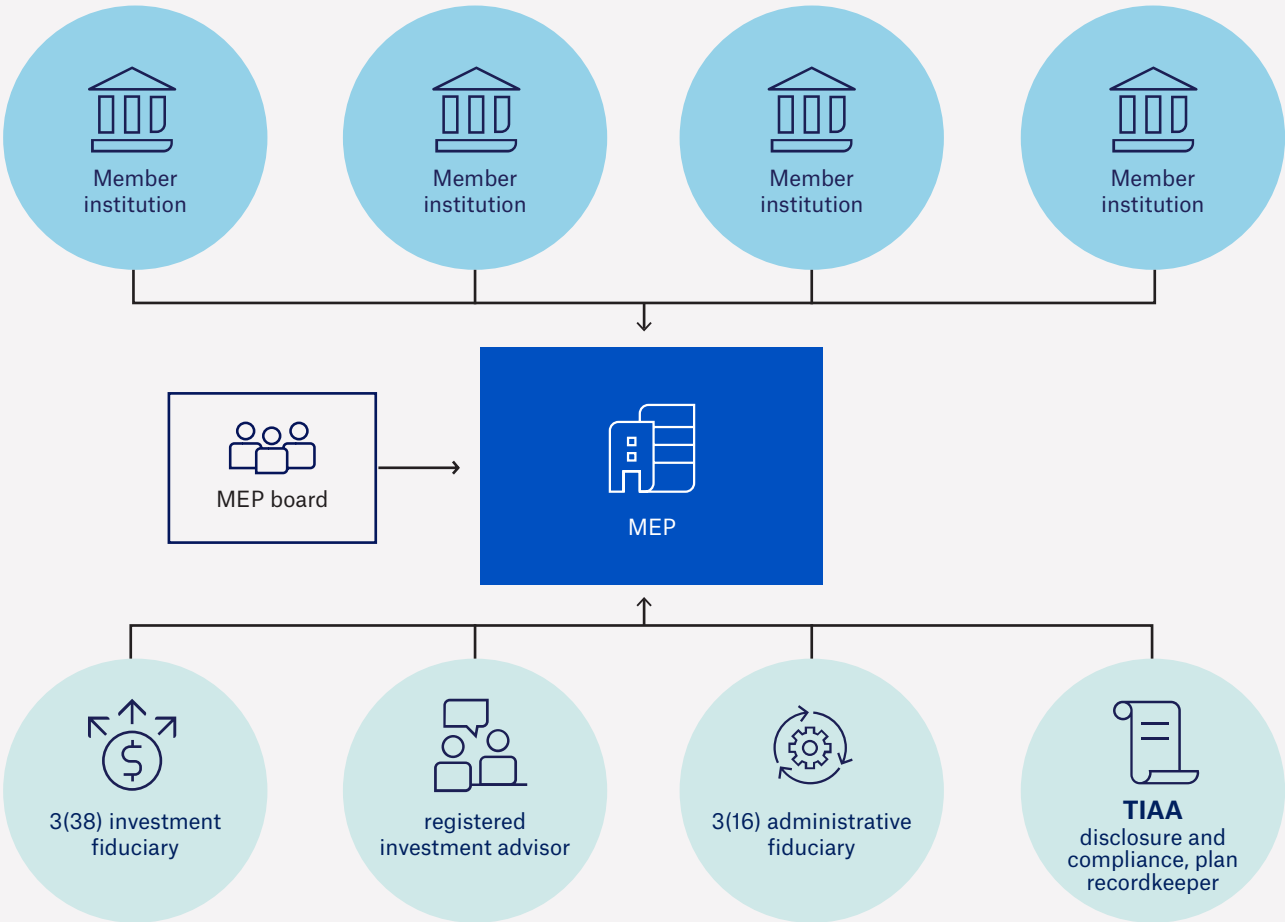 Member
institution
Member
institution
Member
institution
Member
institution
MEP board
MEP
3(38) investment
fiduciary
registered
investment advisor
3(16) administrative
fiduciary
TIAA
disclosure and
compliance, plan
recordkeeper